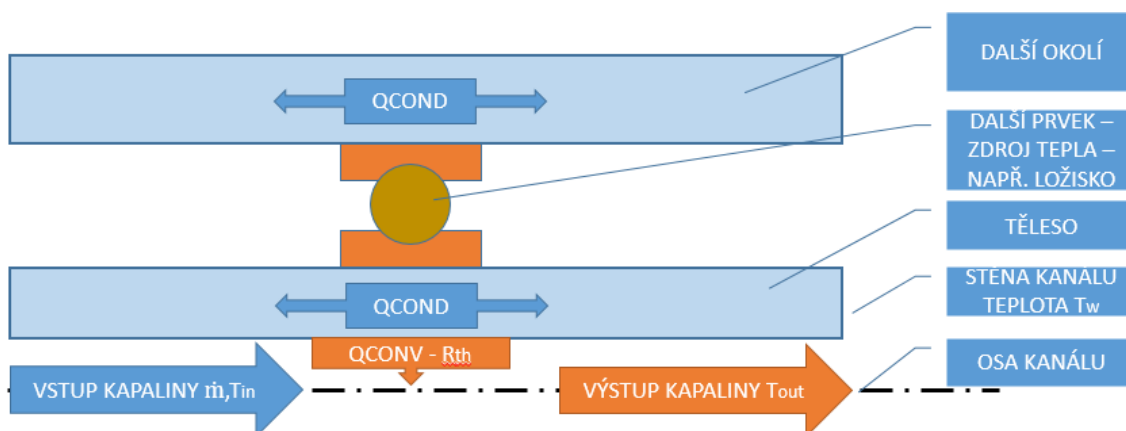 DALŠÍ OKOLÍ
QCOND
DALŠÍ PRVEK –
ZDROJ TEPLA –
NAPŘ. LOŽISKO
TĚLESO
QCOND
STĚNA KANÁLU
TEPLOTA Tw
QCONV - Rth
OSA KANÁLU
VSTUP KAPALINY ṁ,Tin
VÝSTUP KAPALINY Tout